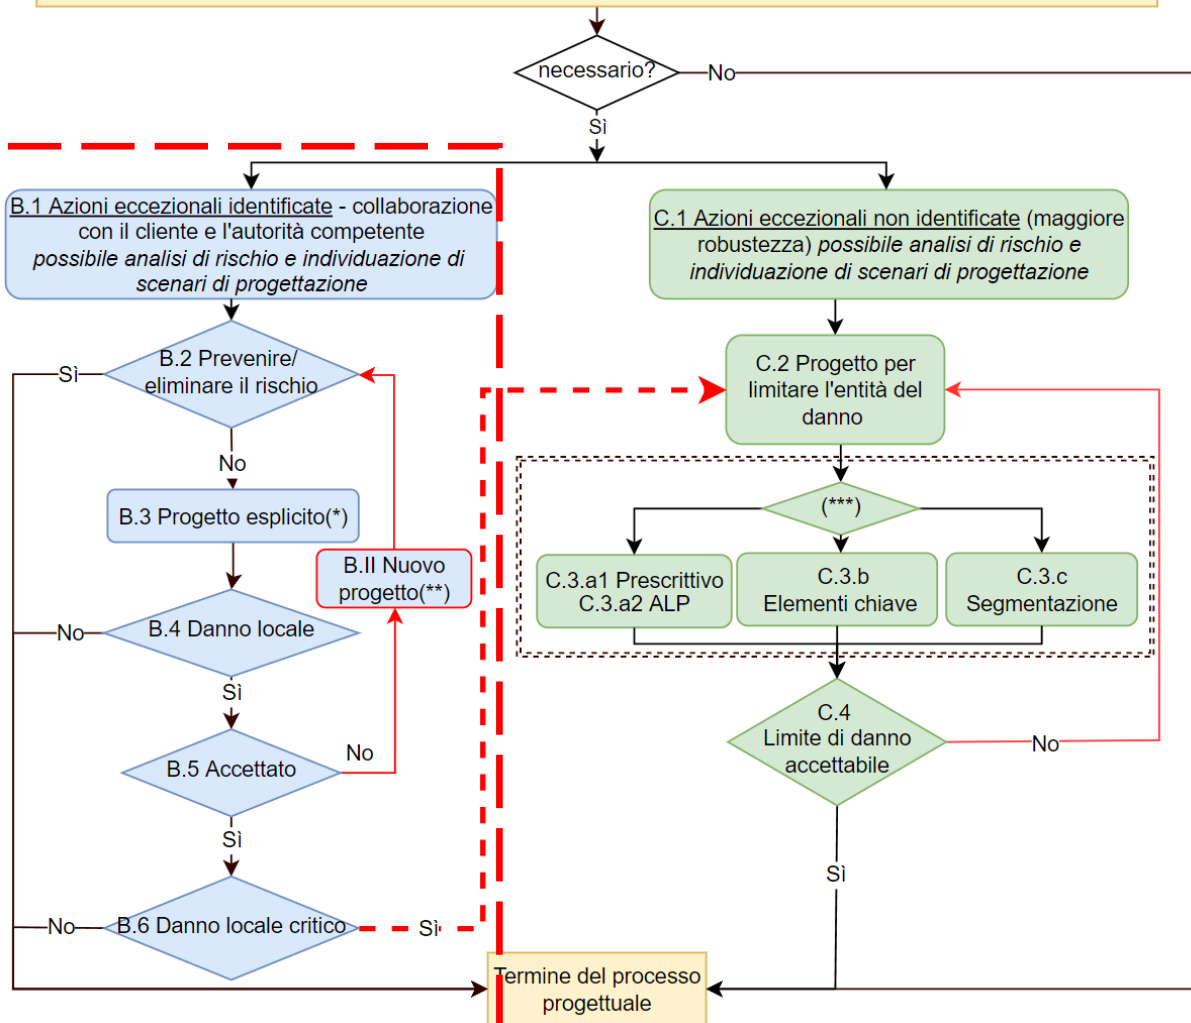 necessario?
No
Sì
B.1 Azioni eccezionali identificate - collaborazione
con il cliente e l'autorità competente
possibile analisi di rischio e individuazione di
scenari di progettazione
C.1 Azioni eccezionali non identificate (maggiore
robustezza) possibile analisi di rischio e
individuazione di scenari di progettazione
B.2 Prevenire/
eliminare il rischio
Sì
No
B.3 Progetto esplicito(*)
B.II Nuovo
progetto(**)
B.4 Danno locale
No
Sì
B.5 Accettato
No
Sì
B.6 Danno locale critico
No
Sì
C.2 Progetto per
limitare l'entità del
danno
(***)
C.3.a1 Prescrittivo
C.3.a2 ALP
C.3.b
Elementi chiave
C.3.c
Segmentazione
C.4
Limite di danno
accettabile
No
Sì
Termine del processo
progettuale